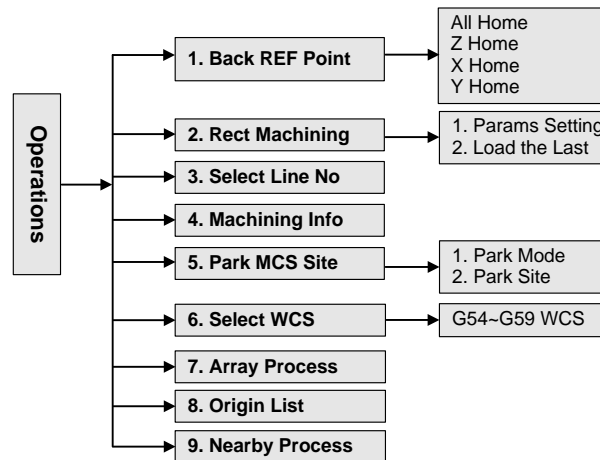 Operations
1. Back REF Point
All Home
Z Home
X Home
Y Home
2. Rect Machining
1. Params Setting
2. Load the Last
3. Select Line No
4. Machining Info
5. Park MCS Site
1. Park Mode
2. Park Site
6. Select WCS
G54~G59 WCS
7. Array Process
8. Origin List
9. Nearby Process